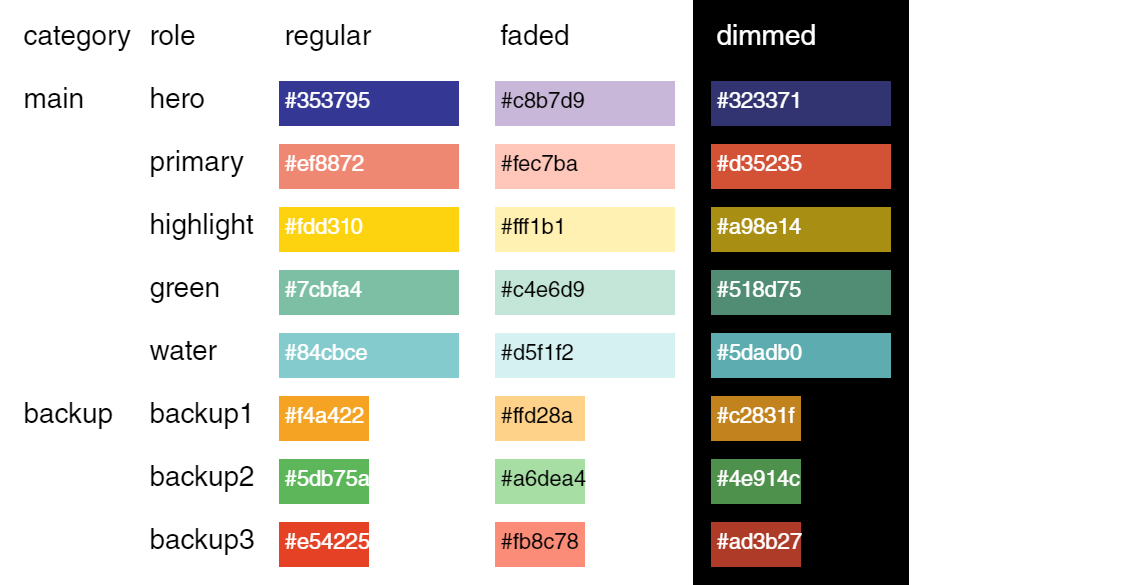 category role regular faded dimmed
main hero #353795 #c8b7d9 #323371
primary #ef8872 #fec7ba #d35235
highlight #fdd310 #fff1b1 #a98e14
green #7cbfa4 #c4e6d9 #518d75
water #84cbce #d5f1f2 #5dadb0
backup backup1 #f4a422 #ffd28a #c2831f
backup2 #5db75a #a6dea4 #4e914c
backup3 #e54225 #fb8c78 #ad3b27